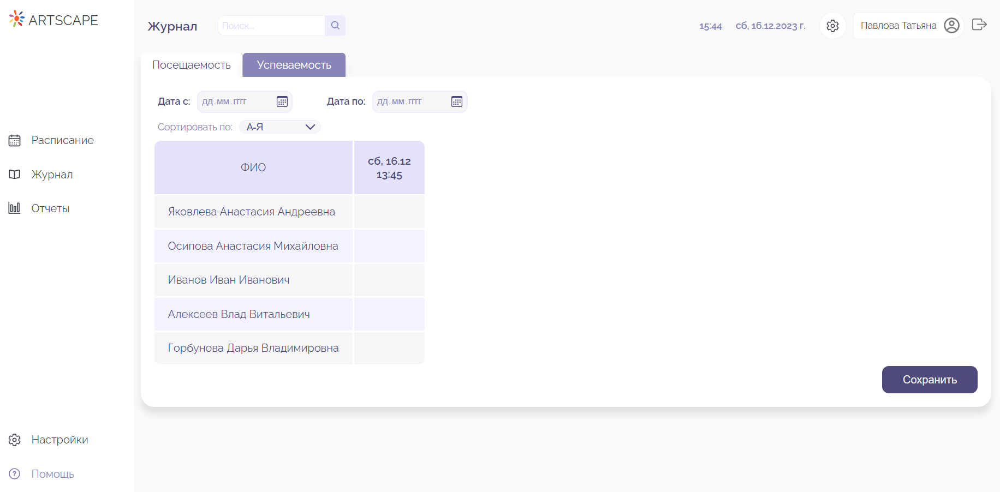 ARTSCAPE
Журнал
Поиск...
15:44
сб, 16.12.2023 г.
Павлова Татьяна
Посещаемость
Успеваемость
Дата с:
дд.мм.гггг
Дата по:
дд.мм.гггг
Сортировать по:
А-Я
ФИО
сб, 16.12
13:45
Яковлева Анастасия Андреевна
Осипова Анастасия Михайловна
Иванов Иван Иванович
Алексеев Влад Витальевич
Горбунова Дарья Владимировна
Сохранить
Расписание
Журнал
Отчеты
Настройки
Помощь